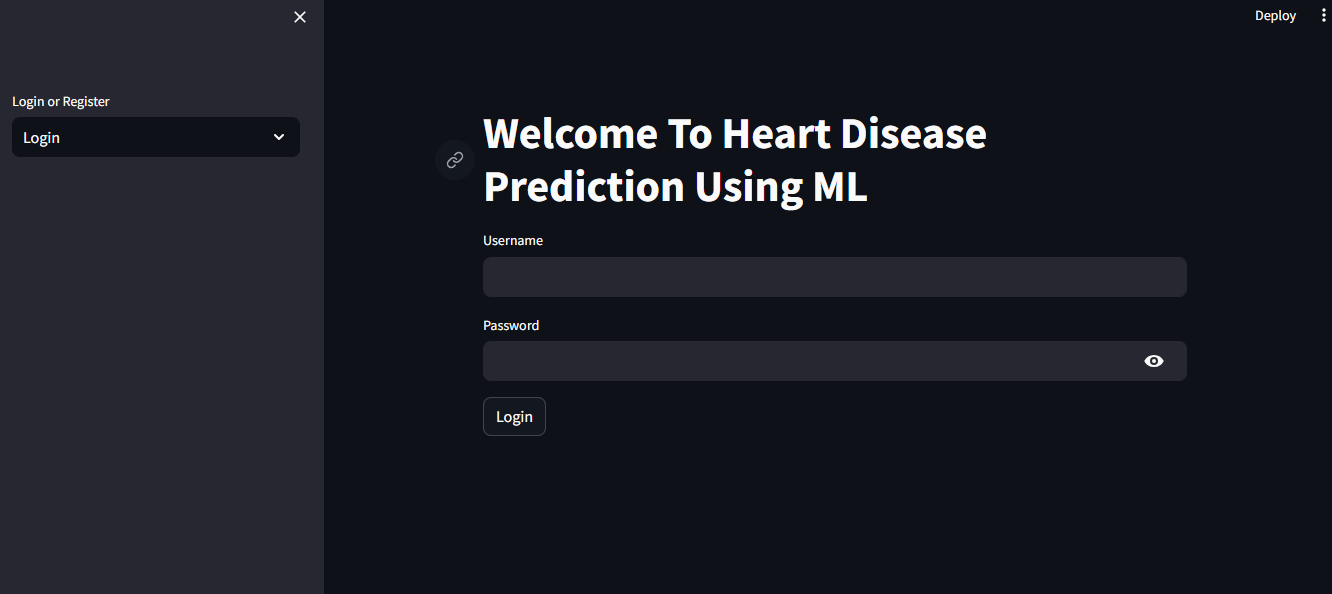 Deploy
Login or Register
Login
Welcome To Heart Disease
Prediction Using ML
Username
Password
Login